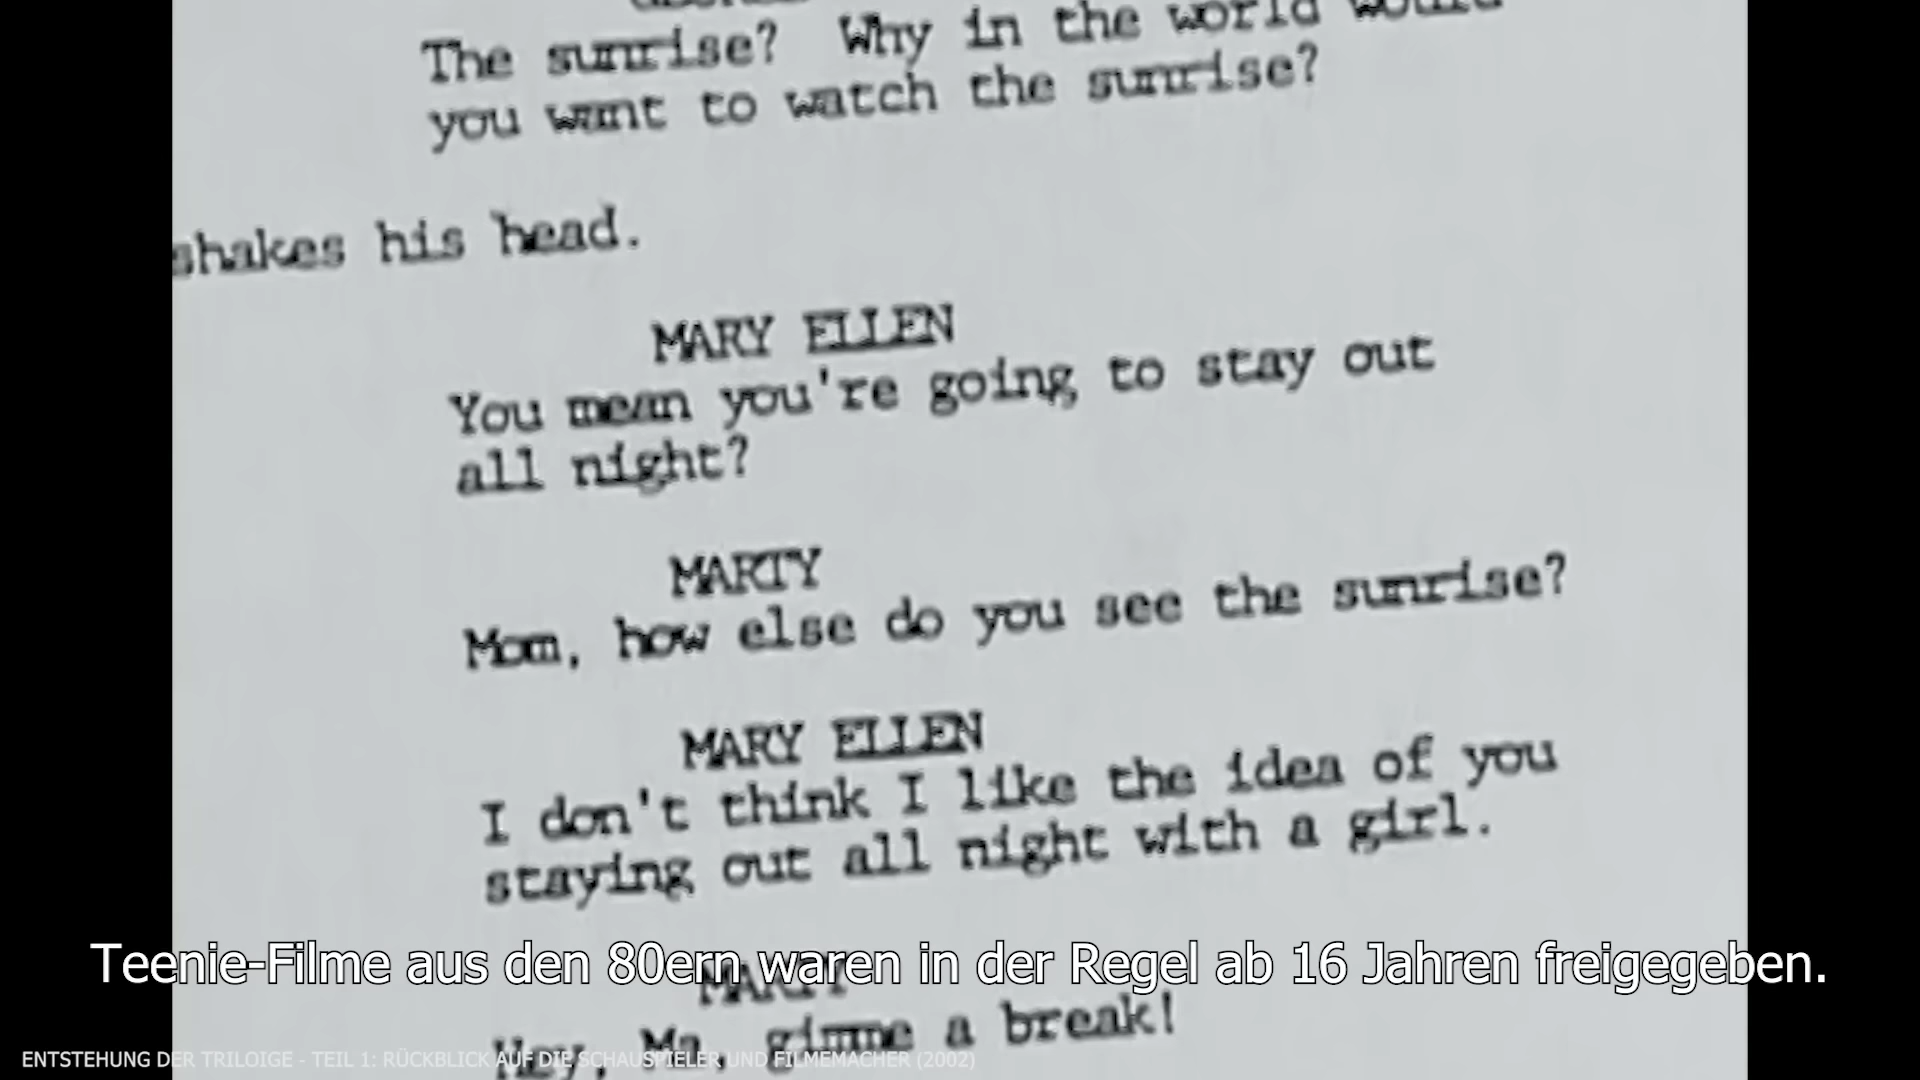 The sunrise? Why in the world would
you want to watch the sunrise?
shakes his head.
MARY ELLEN
You mean you're going to stay out
all night?
MARTY
Mom, how else do you see the sunrise?
MARY ELLEN
I don't think I like the idea of you
staying out all night with a girl.
MARTY
Hey, Ma, gimme a break!
Teenie-Filme aus den 80ern waren in der Regel ab 16 Jahren freigegeben.
ENTSTEHUNG DER TRILOIGE - TEIL 1: RÜCKBLICK AUF DIE SCHAUSPIELER UND FILMEMACHER (2002)